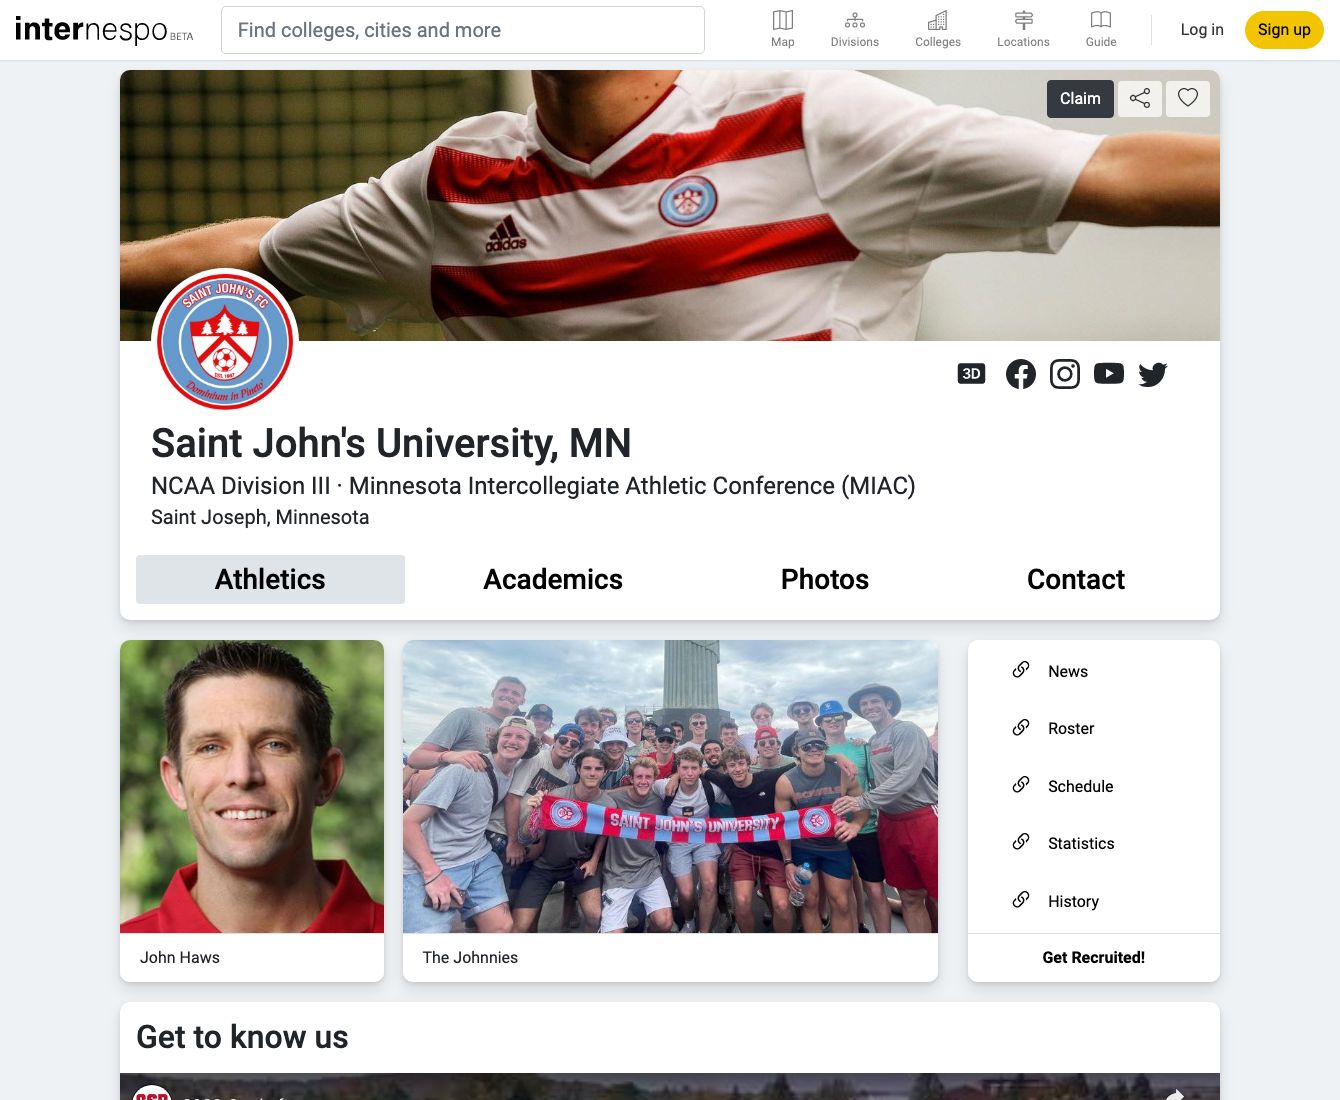 internespo BETA
Find colleges, cities and more
Map
Divisions
Colleges
Locations
Guide
Log in
Sign up
Claim
adidas
SAINT JOHN'S FC
EST. 1967
Dominium in Pineto'
3D
Saint John's University, MN
NCAA Division III · Minnesota Intercollegiate Athletic Conference (MIAC)
Saint Joseph, Minnesota
Athletics
Academics
Photos
Contact
SAINT JOHN'S UNIVERSITY
News
Roster
Schedule
Statistics
History
John Haws
The Johnnies
Get Recruited!
Get to know us